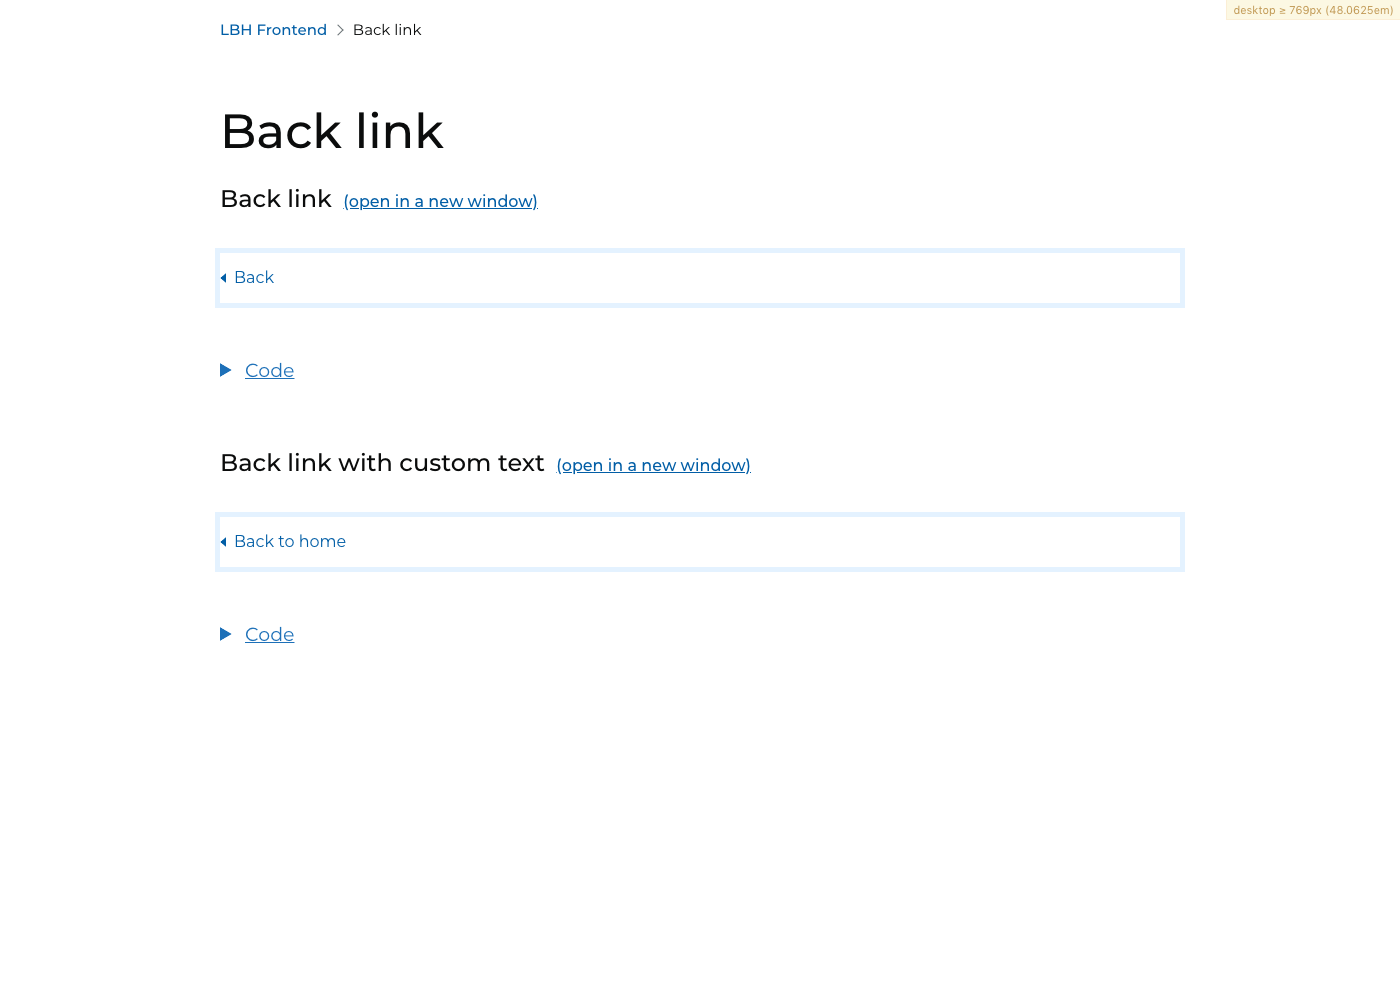 desktop ≥ 769px (48.0625em)
LBH Frontend Back link
Back link
Back link (open in a new window)
Back
Code
Back link with custom text (open in a new window)
Back to home
Code